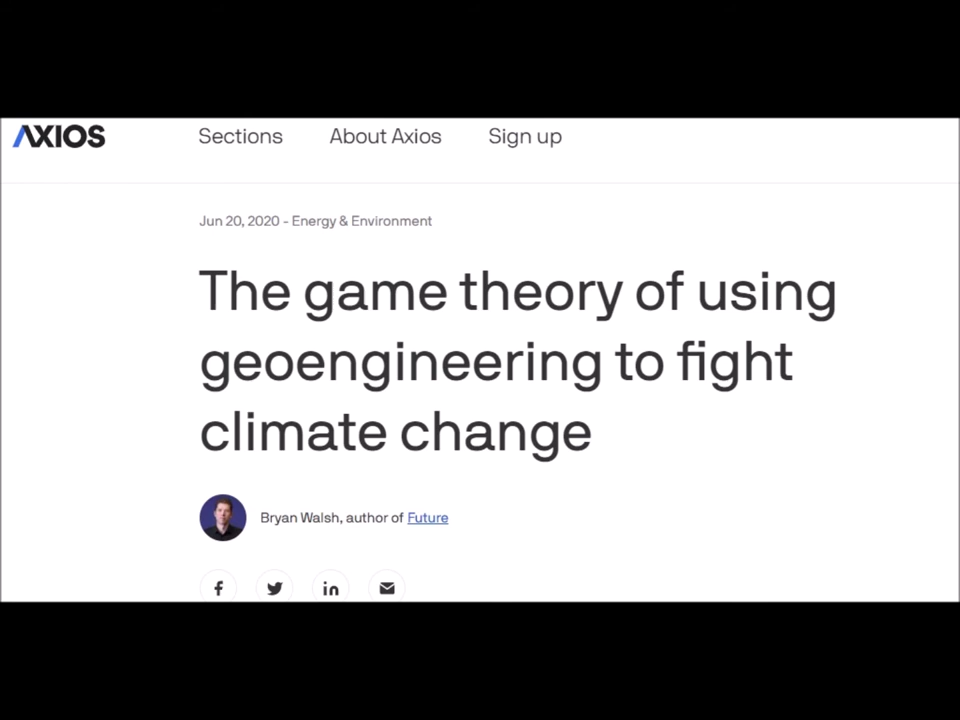 AXIOS Sections About Axios Sign up
Jun 20, 2020 - Energy & Environment
The game theory of using
geoengineering to fight
climate change
Bryan Walsh, author of Future